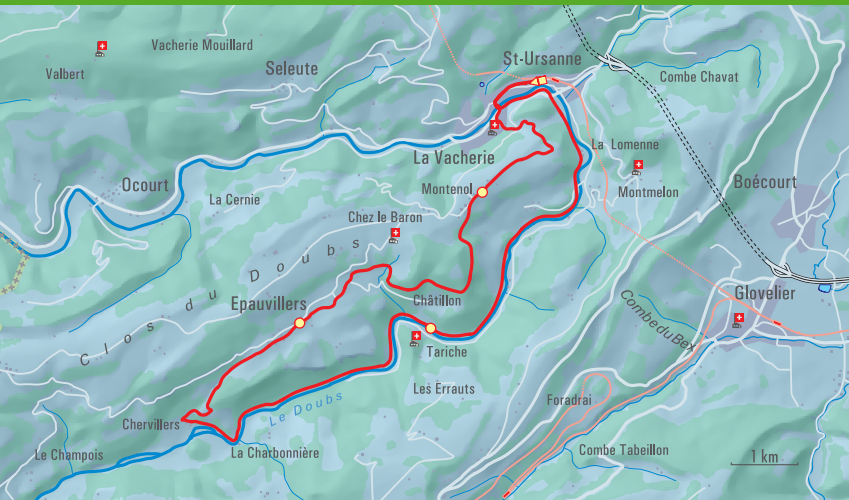 Vacherie Mouillard
Valbert
Seleute
St-Ursanne
Combe Chavat
La Lomenne
La Vacherie
Ocourt
La Cernie
Montenol
Montmelon
Boécourt
Chez le Baron
Clos du Doubs
Epauvillers
Châtillon
Glovelier
Combe du Bex
Tariche
Les Errauts
Foradrai
Le Doubs
Chervillers
Le Champois
La Charbonnière
Combe Tabeillon
1 km